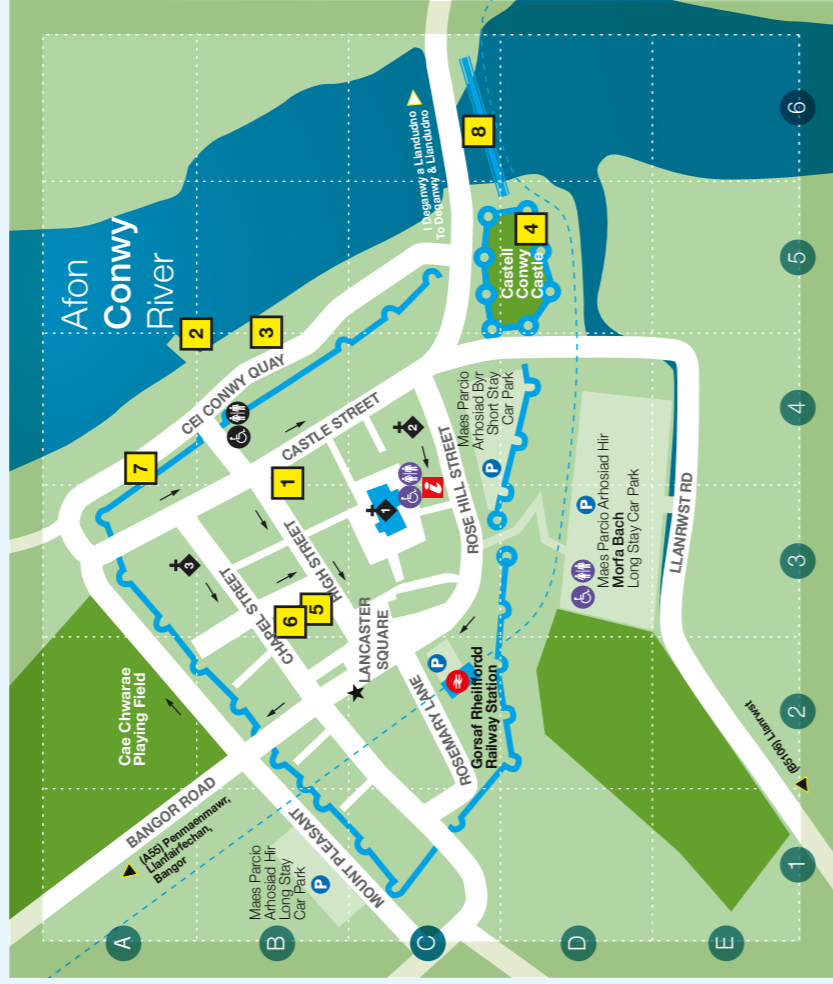 Afon
Conwy
River
I Deganwy a Llandudno
To Deganwy & Llandudno
Castell
Conwy
Castle
CEI CONWY QUAY
CASTLE STREET
Maes Parcio
Arhosiad Byr
Short Stay
Car Park
P
ROSE HILL STREET
HIGH STREET
CHAPEL STREET
LANCASTER
SQUARE
ROSEMARY LANE
P
Gorsaf Rheilffordd
Railway Station
Cae Chwarae
Playing Field
BANGOR ROAD
(A55) Penmaenmawr,
Llanfairfechan,
Bangor
MOUNT PLEASANT
Maes Parcio
Arhosiad Hir
Long Stay
Car Park
P
P
Maes Parcio Arhosiad Hir
Morfa Bach
Long Stay Car Park
LLANRWST RD
(B5106) Llanrwst
i
1
2
3
4
5
6
7
8
1
2
3
A
B
C
D
E
1
2
3
4
5
6